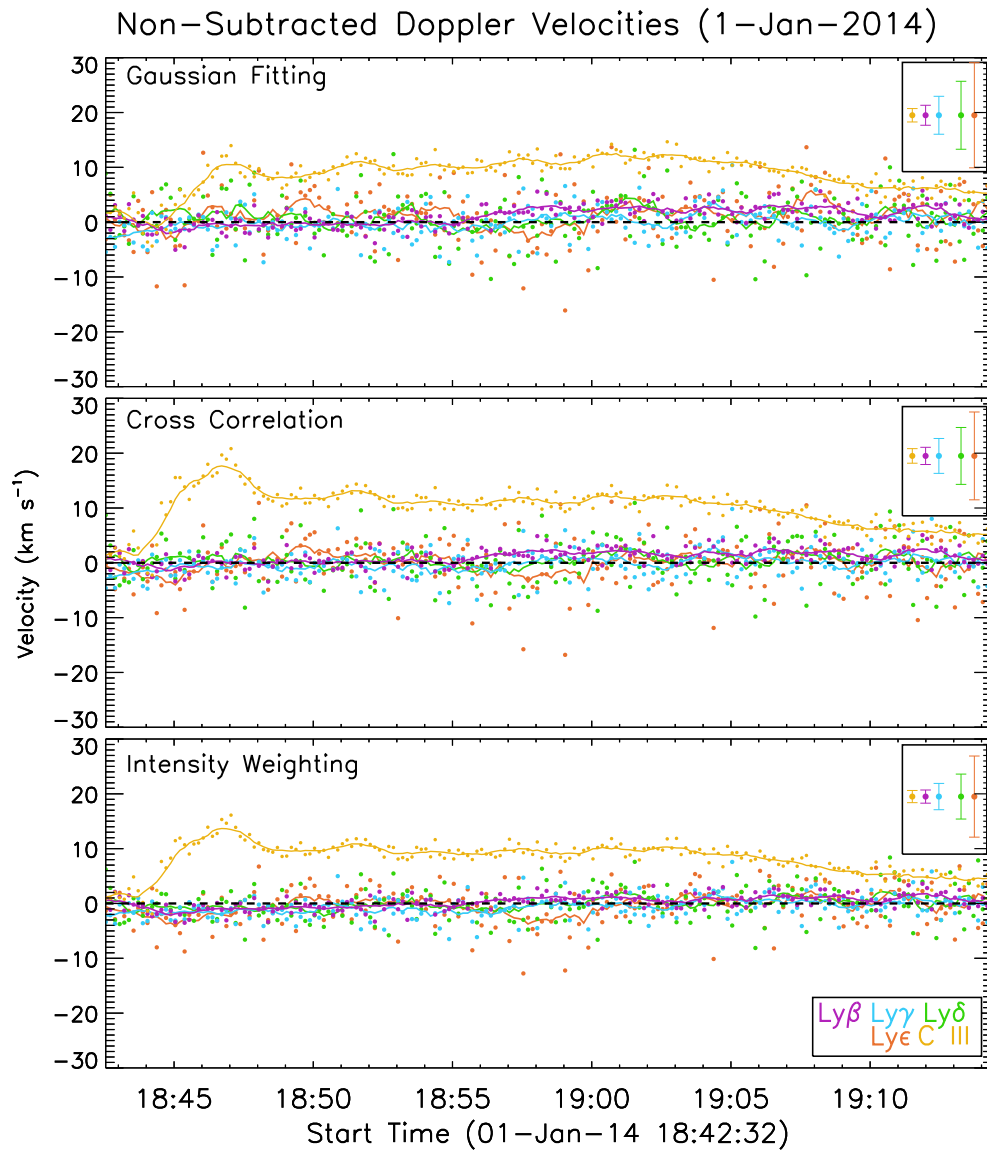 Non-Subtracted Doppler Velocities (1-Jan-2014)
Gaussian Fitting
30
20
10
0
-10
-20
-30
Cross Correlation
30
20
10
0
-10
-20
-30
Velocity (km s⁻¹)
Intensity Weighting
30
20
10
0
-10
-20
-30
Lyβ Lyγ Lyδ
Lyϵ C III
18:45 18:50 18:55 19:00 19:05 19:10
Start Time (01-Jan-14 18:42:32)